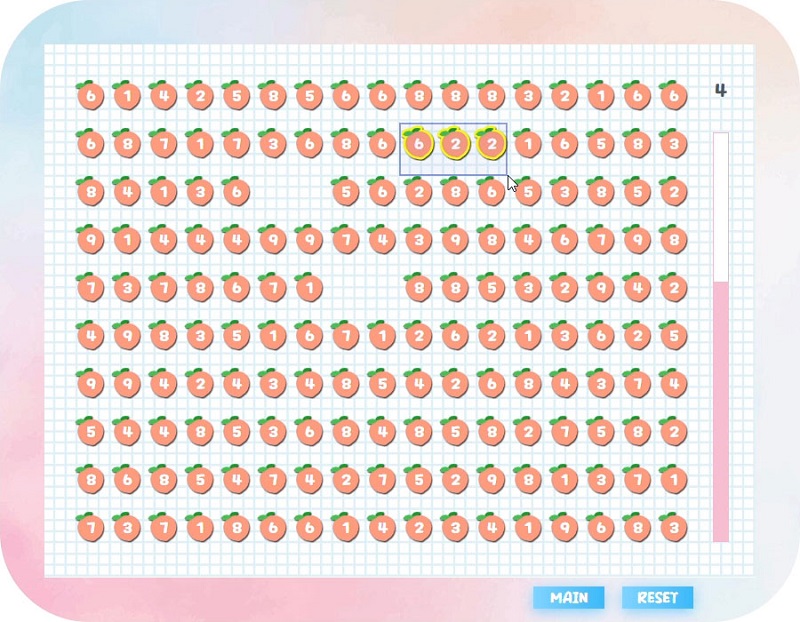 6 1 4 2 5 8 5 6 6 8 8 8 3 2 1 6 6 4
6 8 7 1 7 3 6 8 6 6 2 2 1 6 5 8 3
8 4 1 3 6 5 6 2 8 6 5 3 8 5 2
9 1 4 4 4 9 9 7 4 3 9 8 4 6 7 9 8
7 3 7 8 6 7 1 8 8 5 3 2 9 4 2
4 9 8 3 5 1 6 7 1 2 6 2 1 3 6 2 5
9 9 4 2 4 3 4 8 5 4 2 6 8 4 3 7 4
5 4 4 8 5 3 6 8 4 8 5 8 2 7 5 8 2
8 6 8 5 4 7 4 2 7 5 2 9 8 1 3 7 1
7 3 7 1 8 6 6 1 4 2 3 4 1 9 6 8 3
MAIN RESET